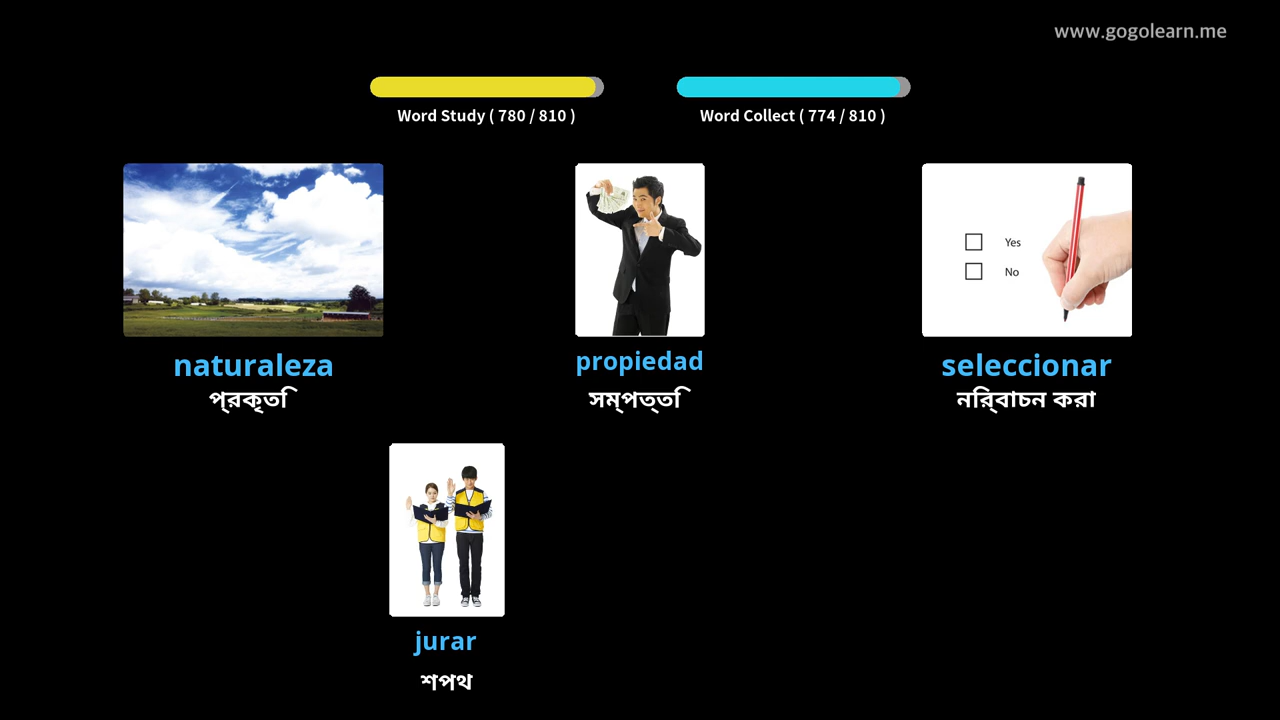 www.gogolearn.me
Word Study ( 780 / 810 )
Word Collect ( 774 / 810 )
Yes
No
naturaleza
propiedad
seleccionar
প্রকৃতি
সম্পত্তি
নির্বাচন করা
jurar
শপথ